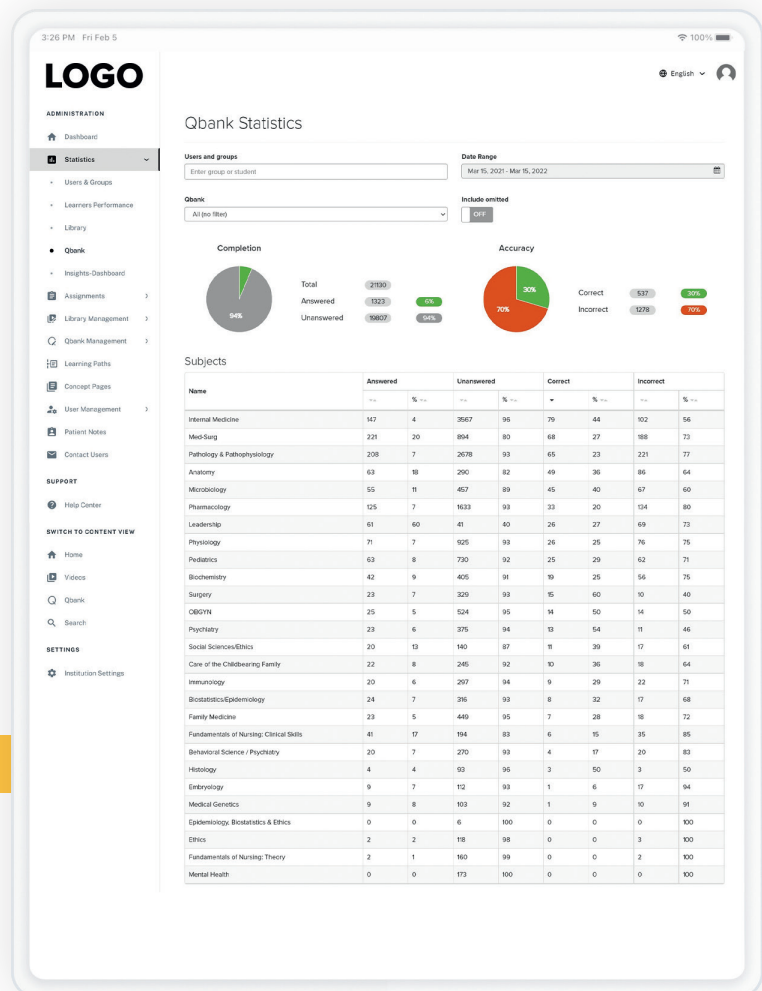 3:26 PM Fri Feb 5 100%
LOGO
English
ADMINISTRATION
Dashboard
Statistics
Users & Groups
Learners Performance
Library
Qbank
Insights-Dashboard
Assignments
Library Management
Qbank Management
Learning Paths
Concept Pages
User Management
Patient Notes
Contact Users
SUPPORT
Help Center
SWITCH TO CONTENT VIEW
Home
Videos
Qbank
Search
SETTINGS
Institution Settings
Qbank Statistics
Users and groups Date Range
Enter group or student Mar 15, 2021 - Mar 15, 2022
Qbank Include omitted
All (no filter) OFF
Completion Accuracy
94%
Total 21130
Answered 1323 6%
Unanswered 19807 94%
30%
70%
Correct 537 30%
Incorrect 1278 70%
Subjects
Name Answered Unanswered Correct Incorrect
% % % %
Internal Medicine 147 4 3567 96 79 44 102 56
Med-Surg 221 20 894 80 68 27 188 73
Pathology & Pathophysiology 208 7 2678 93 65 23 221 77
Anatomy 63 18 290 82 49 36 86 64
Microbiology 55 11 457 89 45 40 67 60
Pharmacology 125 7 1633 93 33 20 134 80
Leadership 61 60 41 40 26 27 69 73
Physiology 71 7 925 93 26 25 76 75
Pediatrics 63 8 730 92 25 29 62 71
Biochemistry 42 9 405 91 19 25 56 75
Surgery 23 7 329 93 15 60 10 40
OBGYN 25 5 524 95 14 50 14 50
Psychiatry 23 6 375 94 13 54 11 46
Social Sciences/Ethics 20 13 140 87 11 39 17 61
Care of the Childbearing Family 22 8 245 92 10 36 18 64
Immunology 20 6 297 94 9 29 22 71
Biostatistics/Epidemiology 24 7 316 93 8 32 17 68
Family Medicine 23 5 449 95 7 28 18 72
Fundamentals of Nursing: Clinical Skills 41 17 194 83 6 15 35 85
Behavioral Science / Psychiatry 20 7 270 93 4 17 20 83
Histology 4 4 93 96 3 50 3 50
Embryology 9 7 112 93 1 6 17 94
Medical Genetics 9 8 103 92 1 9 10 91
Epidemiology, Biostatistics & Ethics 0 0 6 100 0 0 0 100
Ethics 2 2 118 98 0 0 3 100
Fundamentals of Nursing: Theory 2 1 160 99 0 0 2 100
Mental Health 0 0 173 100 0 0 0 100